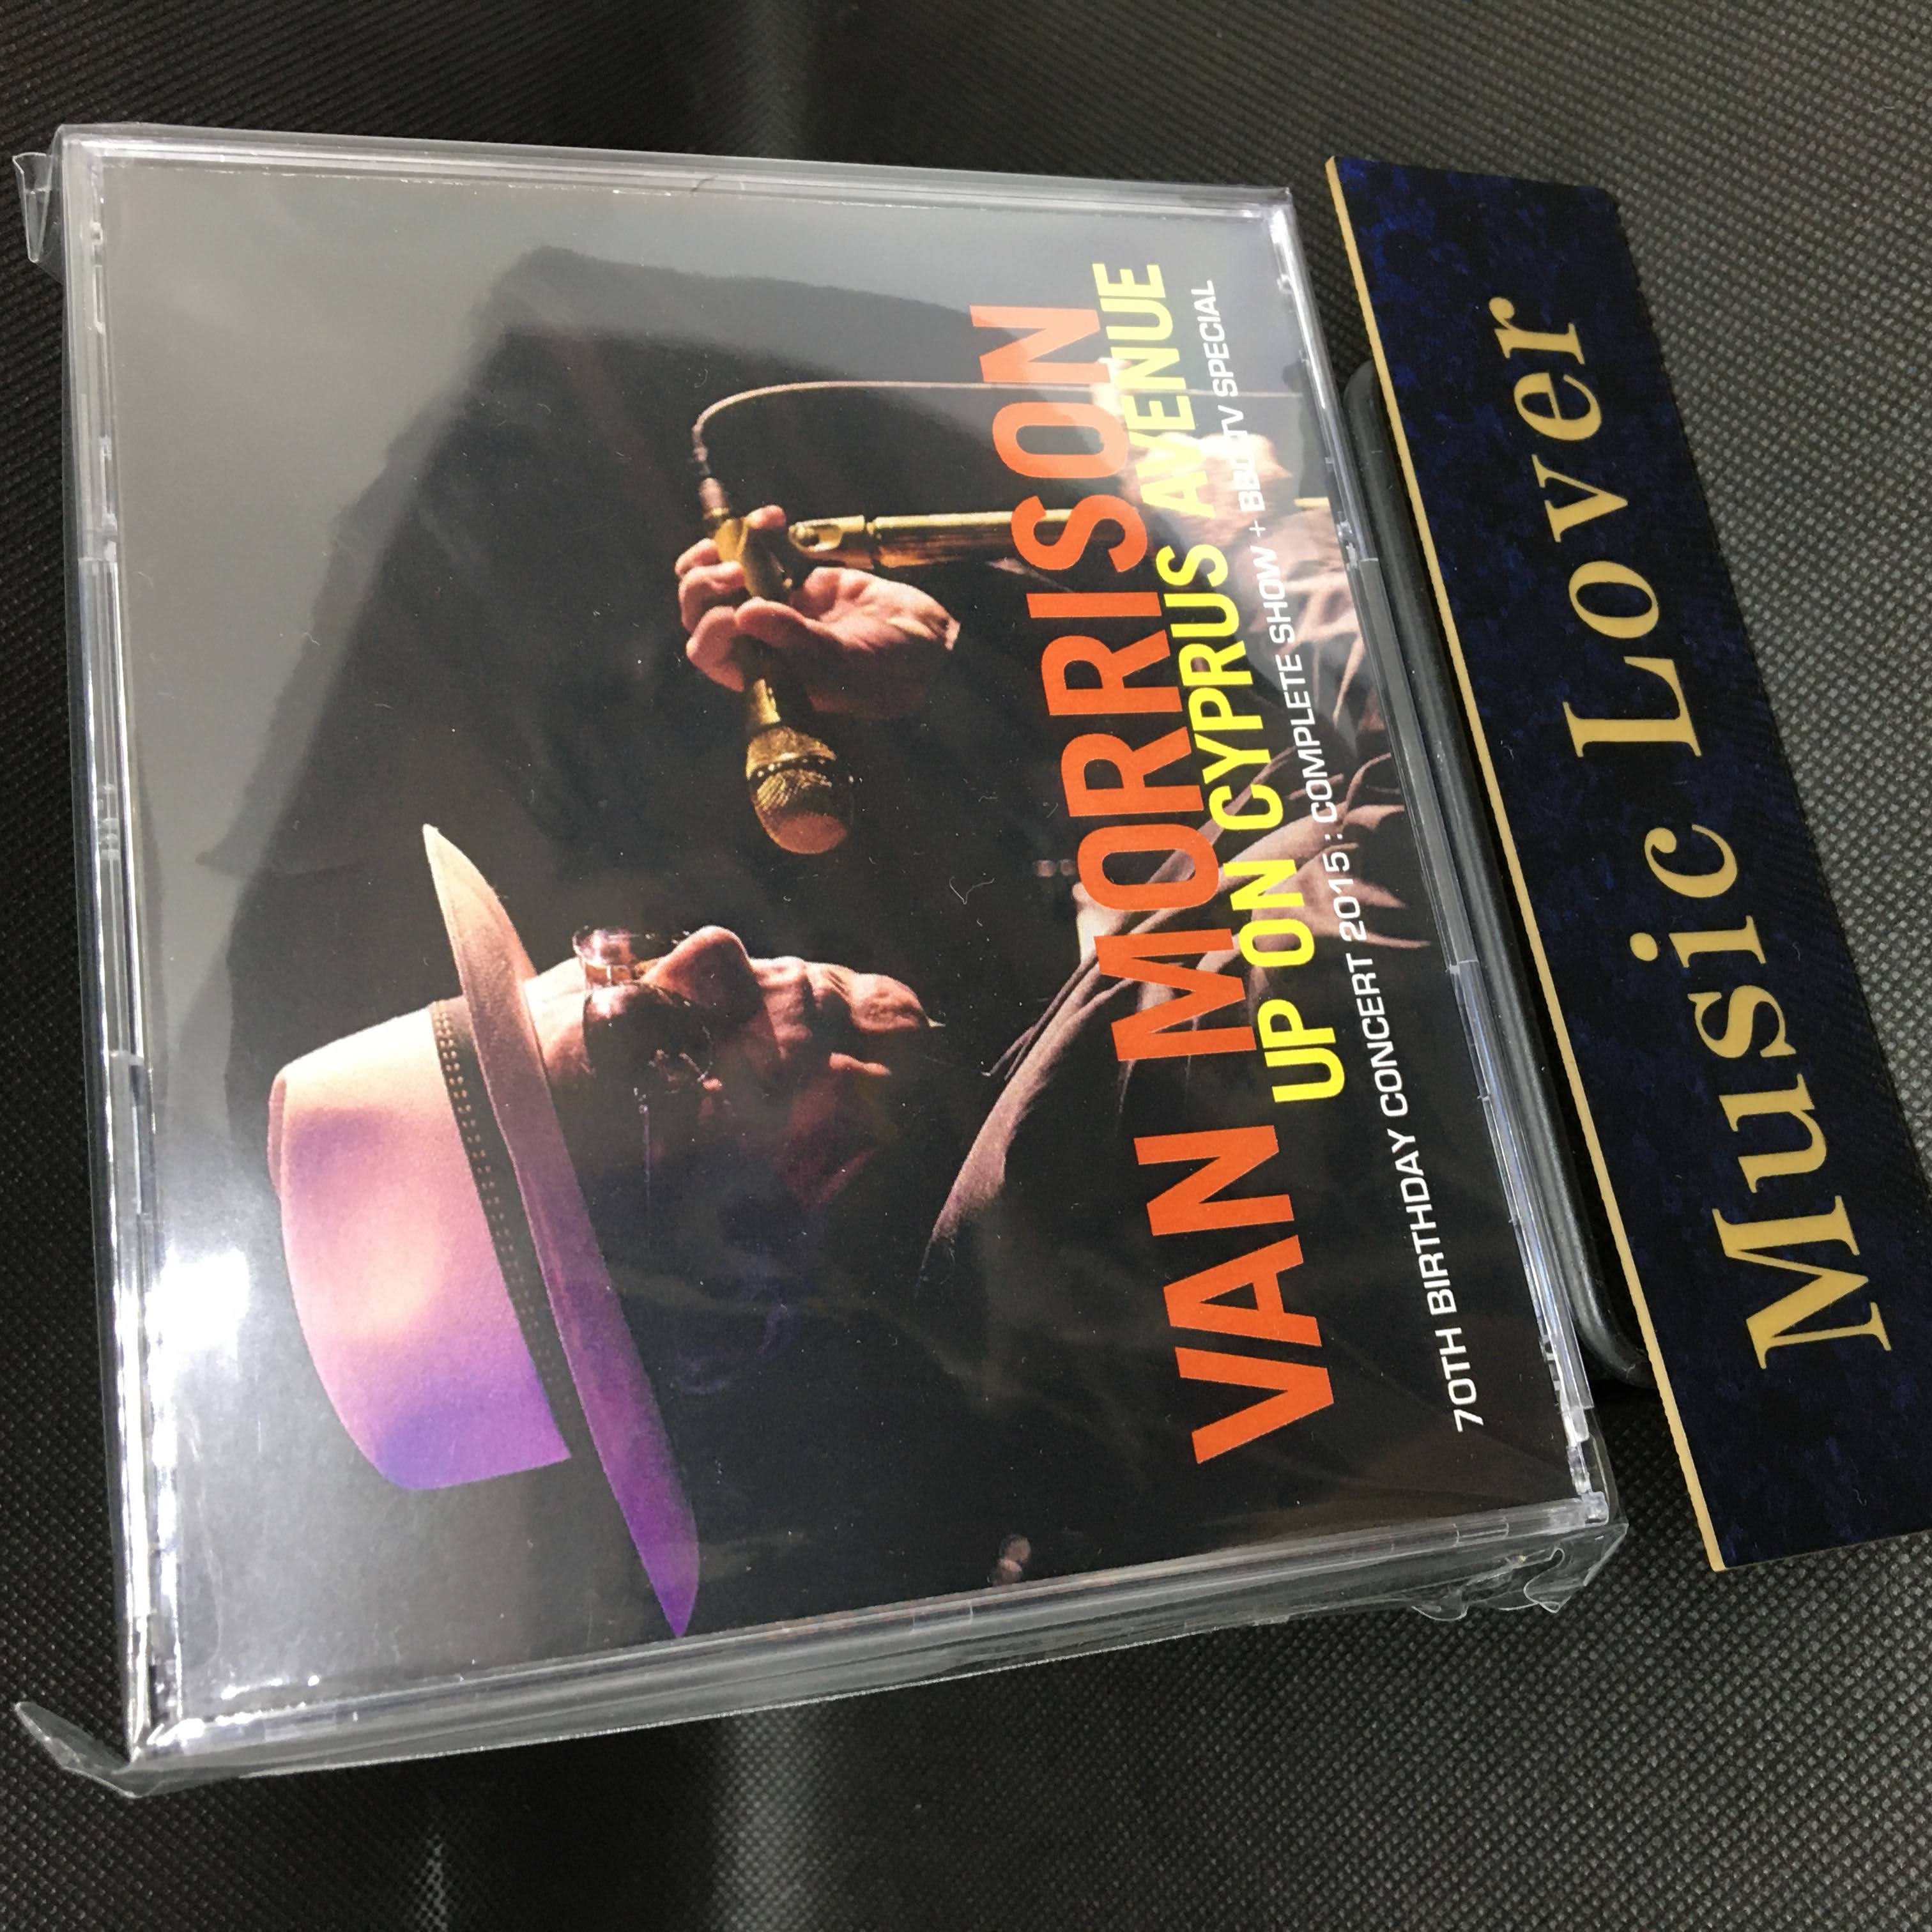 VAN MORRISON
UP ON CYPRUS AVENUE
70TH BIRTHDAY CONCERT 2015 : COMPLETE SHOW + BBC TV SPECIAL
Music Lover